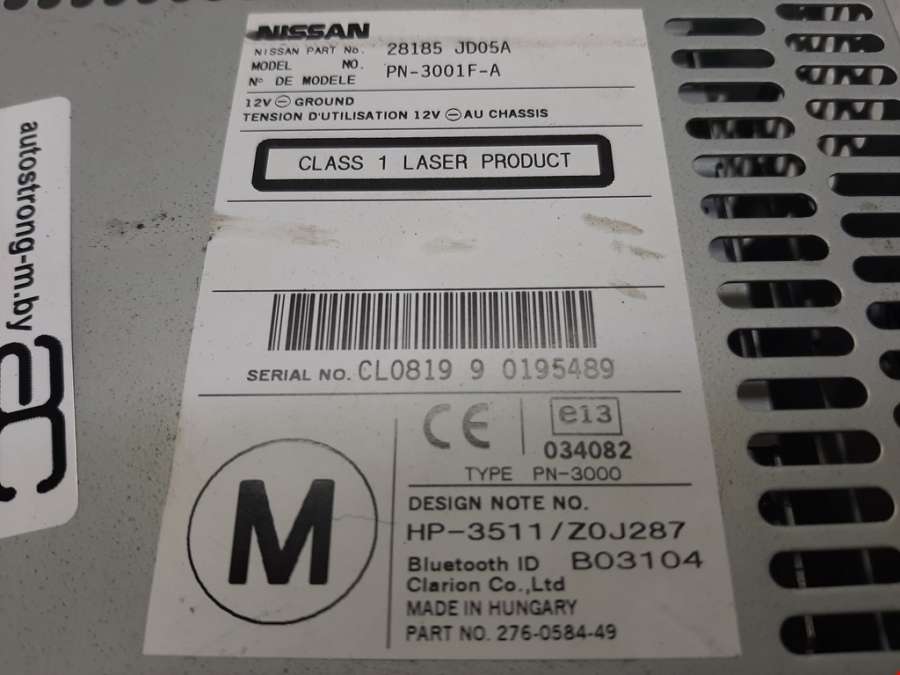 NISSAN
NISSAN PART No. 28185 JD05A
MODEL NO.
N° DE MODELE PN-3001F-A
12V ⊖ GROUND
TENSION D'UTILISATION 12V ⊖ AU CHASSIS
CLASS 1 LASER PRODUCT
SERIAL NO. CL0819 9 0195489
CE e13
034082
TYPE PN-3000
M
DESIGN NOTE NO.
HP-3511/Z0J287
Bluetooth ID B03104
Clarion Co.,Ltd
MADE IN HUNGARY
PART NO. 276-0584-49
autostrong-m.by